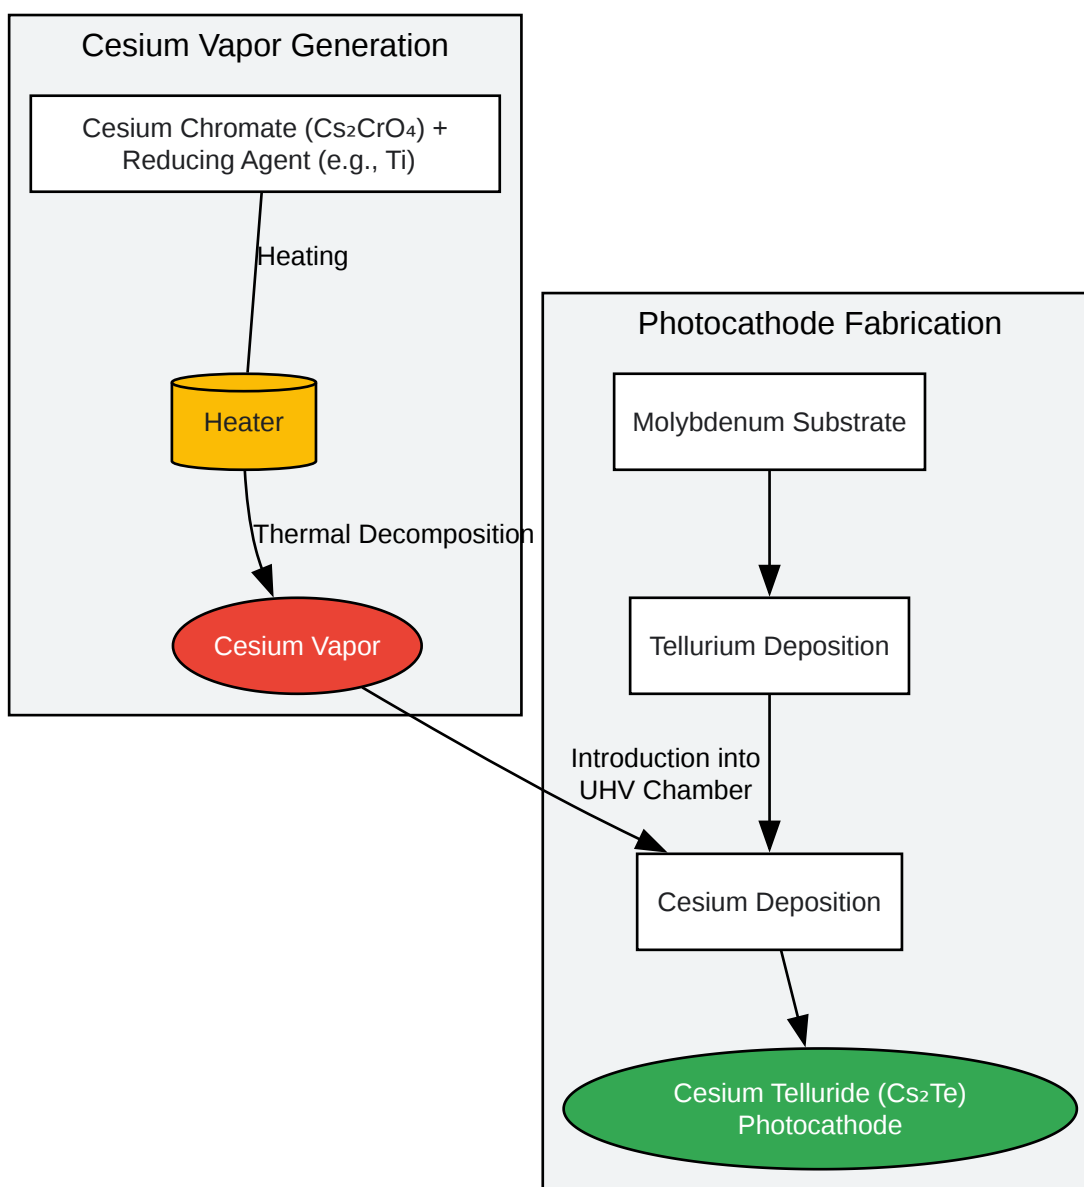 Cesium Vapor Generation
Cesium Chromate (Cs₂CrO₄) +
Reducing Agent (e.g., Ti)
Heating
Heater
Thermal Decomposition
Cesium Vapor
Photocathode Fabrication
Molybdenum Substrate
Tellurium Deposition
Introduction into
UHV Chamber
Cesium Deposition
Cesium Telluride (Cs₂Te)
Photocathode